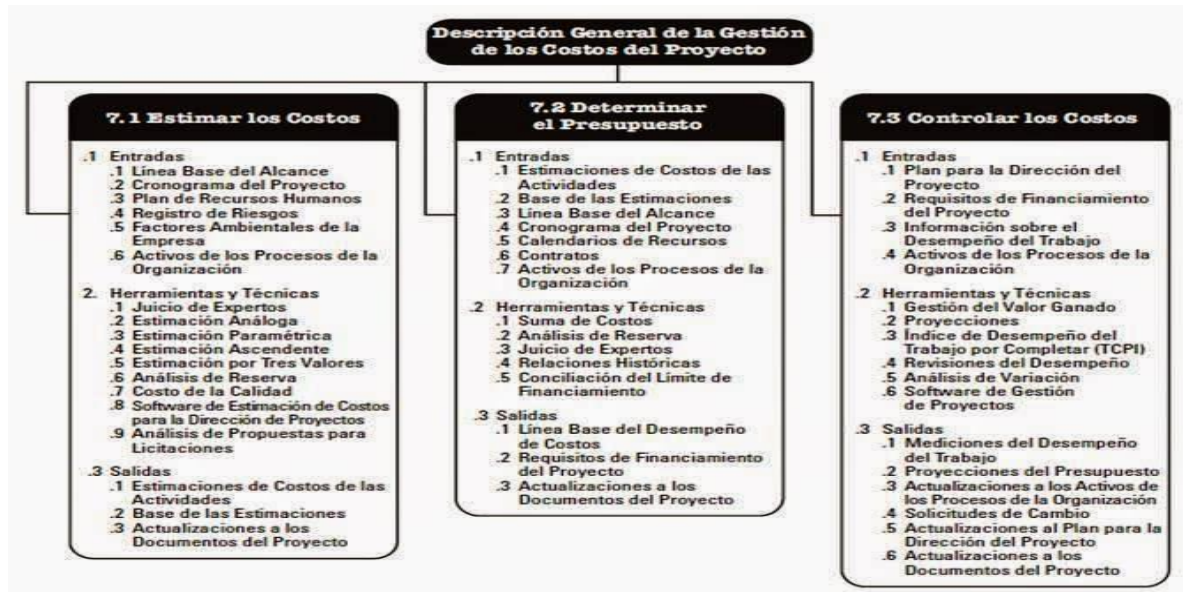 Descripción General de la Gestión
de los Costos del Proyecto
7.1 Estimar los Costos
.1 Entradas
.1 Línea Base del Alcance
.2 Cronograma del Proyecto
.3 Plan de Recursos Humanos
.4 Registro de Riesgos
.5 Factores Ambientales de la
Empresa
.6 Activos de los Procesos de la
Organización
2. Herramientas y Técnicas
.1 Juicio de Expertos
.2 Estimación Análoga
.3 Estimación Paramétrica
.4 Estimación Ascendente
.5 Estimación por Tres Valores
.6 Análisis de Reserva
.7 Costo de la Calidad
.8 Software de Estimación de Costos
para la Dirección de Proyectos
.9 Análisis de Propuestas para
Licitaciones
.3 Salidas
.1 Estimaciones de Costos de las
Actividades
.2 Base de las Estimaciones
.3 Actualizaciones a los
Documentos del Proyecto
7.2 Determinar
el Presupuesto
.1 Entradas
.1 Estimaciones de Costos de las
Actividades
.2 Base de las Estimaciones
.3 Línea Base del Alcance
.4 Cronograma del Proyecto
.5 Calendarios de Recursos
.6 Contratos
.7 Activos de los Procesos de la
Organización
.2 Herramientas y Técnicas
.1 Suma de Costos
.2 Análisis de Reserva
.3 Juicio de Expertos
.4 Relaciones Históricas
.5 Conciliación del Límite de
Financiamiento
.3 Salidas
.1 Línea Base del Desempeño
de Costos
.2 Requisitos de Financiamiento
del Proyecto
.3 Actualizaciones a los
Documentos del Proyecto
7.3 Controlar los Costos
.1 Entradas
.1 Plan para la Dirección del
Proyecto
.2 Requisitos de Financiamiento
del Proyecto
.3 Información sobre el
Desempeño del Trabajo
.4 Activos de los Procesos de la
Organización
.2 Herramientas y Técnicas
.1 Gestión del Valor Ganado
.2 Proyecciones
.3 Índice de Desempeño del
Trabajo por Completar (TCPI)
.4 Revisiones del Desempeño
.5 Análisis de Variación
.6 Software de Gestión
de Proyectos
.3 Salidas
.1 Mediciones del Desempeño
del Trabajo
.2 Proyecciones del Presupuesto
.3 Actualizaciones a los Activos de
los Procesos de la Organización
.4 Solicitudes de Cambio
.5 Actualizaciones al Plan para la
Dirección del Proyecto
.6 Actualizaciones a los
Documentos del Proyecto